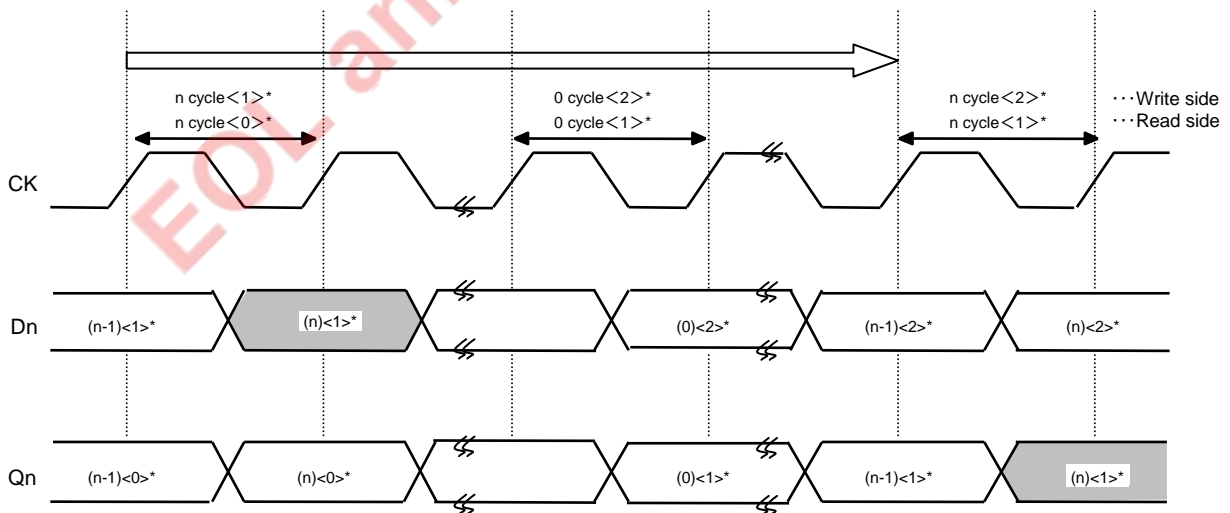 EOL an
n cycle<1>* 0 cycle<2>* n cycle<2>* ···Write side
n cycle<0>* 0 cycle<1>* n cycle<1>* ···Read side
CK
Dn (n-1)<1>* (n)<1>* (0)<2>* (n-1)<2>* (n)<2>*
Qn (n-1)<0>* (n)<0>* (0)<1>* (n-1)<1>* (n)<1>*